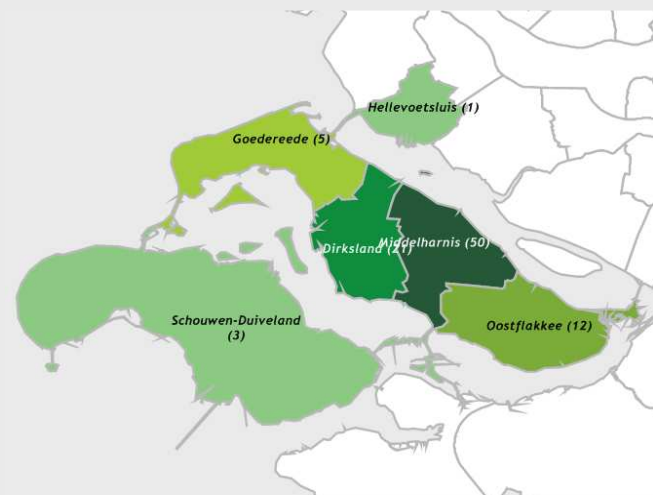 Hellevoetsluis (1)
Goedereede (5)
Dirksland (21)
Middelharnis (50)
Schouwen-Duiveland
(3)
Oostflakkee (12)